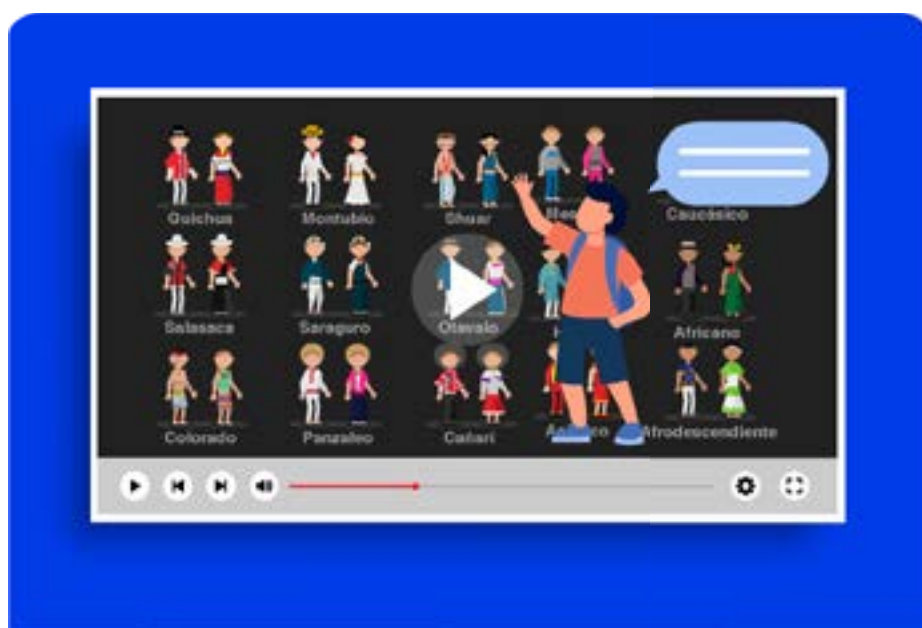 Quichua
Montubio
Shuar
Caucásico
Salasaca
Saraguro
Otavalo
Africano
Colorado
Panzaleo
Cañari
Afrodescendiente